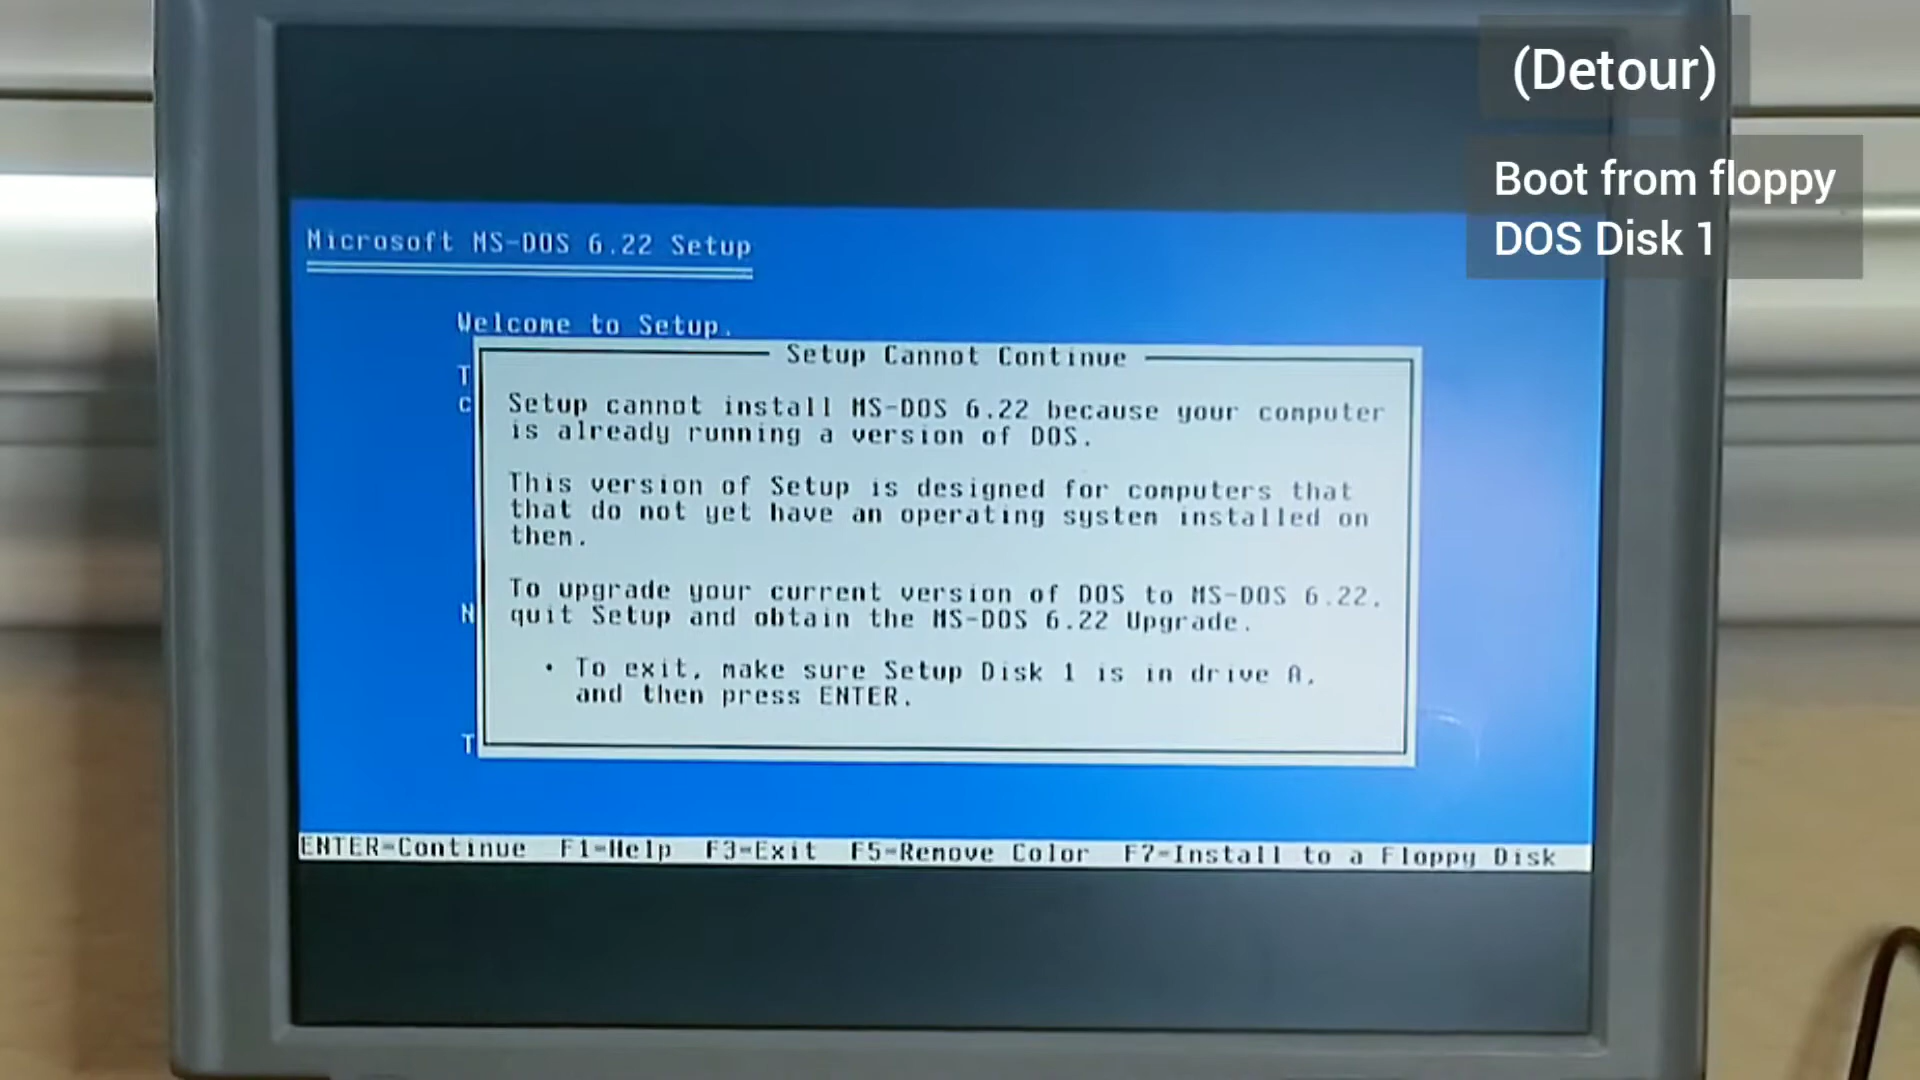 (Detour)
Boot from floppy
DOS Disk 1
Microsoft MS-DOS 6.22 Setup
Welcome to Setup.
T
c
N
T
Setup Cannot Continue
Setup cannot install MS-DOS 6.22 because your computer
is already running a version of DOS.
This version of Setup is designed for computers that
that do not yet have an operating system installed on
them.
To upgrade your current version of DOS to MS-DOS 6.22,
quit Setup and obtain the MS-DOS 6.22 Upgrade.
• To exit, make sure Setup Disk 1 is in drive A,
and then press ENTER.
ENTER=Continue F1=Help F3=Exit F5=Remove Color F7=Install to a Floppy Disk